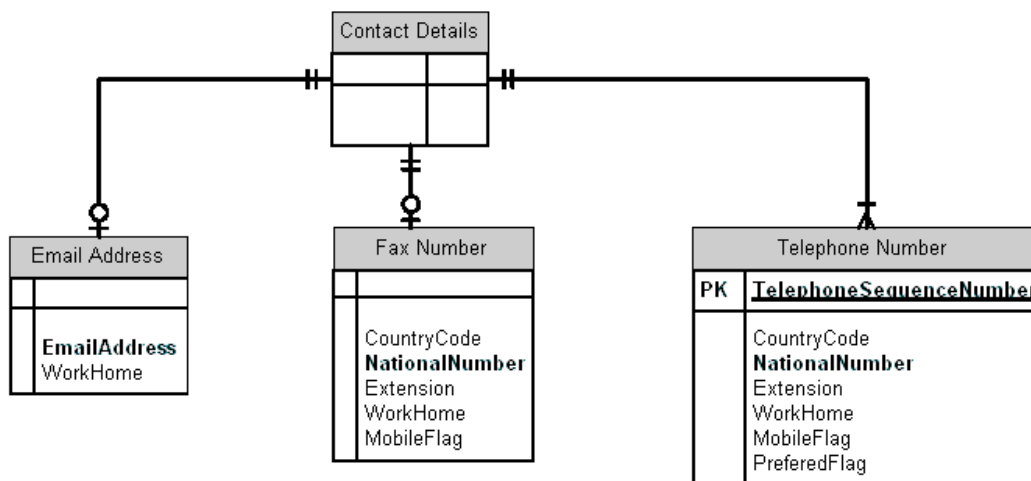 Contact Details
Email Address
EmailAddress
WorkHome
Fax Number
CountryCode
NationalNumber
Extension
WorkHome
MobileFlag
Telephone Number
PK TelephoneSequenceNumber
CountryCode
NationalNumber
Extension
WorkHome
MobileFlag
PreferedFlag